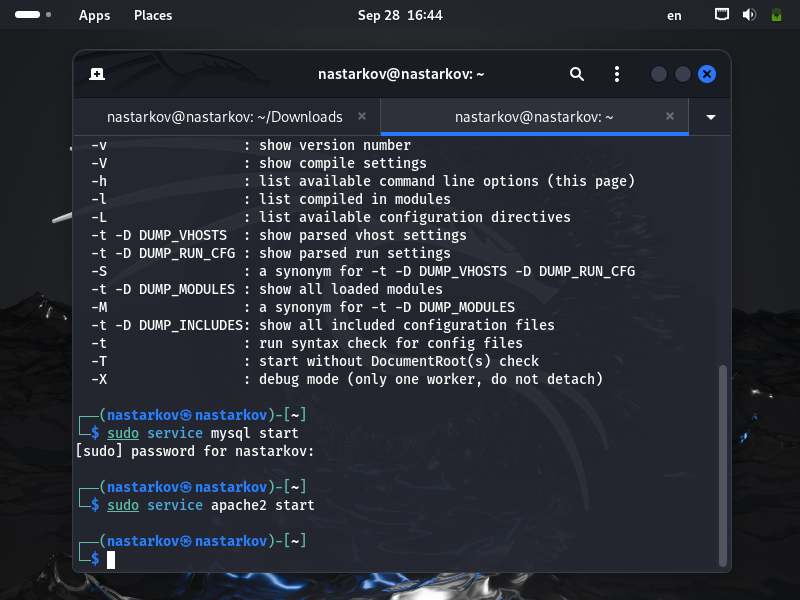 Apps Places Sep 28 16:44 en
nastarkov@nastarkov: ~
nastarkov@nastarkov: ~/Downloads × nastarkov@nastarkov: ~ ×
-v : show version number
-V : show compile settings
-h : list available command line options (this page)
-l : list compiled in modules
-L : list available configuration directives
-t -D DUMP_VHOSTS : show parsed vhost settings
-t -D DUMP_RUN_CFG : show parsed run settings
-S : a synonym for -t -D DUMP_VHOSTS -D DUMP_RUN_CFG
-t -D DUMP_MODULES : show all loaded modules
-M : a synonym for -t -D DUMP_MODULES
-t -D DUMP_INCLUDES: show all included configuration files
-t : run syntax check for config files
-T : start without DocumentRoot(s) check
-X : debug mode (only one worker, do not detach)
┌──(nastarkov㉿nastarkov)-[~]
└─$ sudo service mysql start
[sudo] password for nastarkov:
┌──(nastarkov㉿nastarkov)-[~]
└─$ sudo service apache2 start
┌──(nastarkov㉿nastarkov)-[~]
└─$